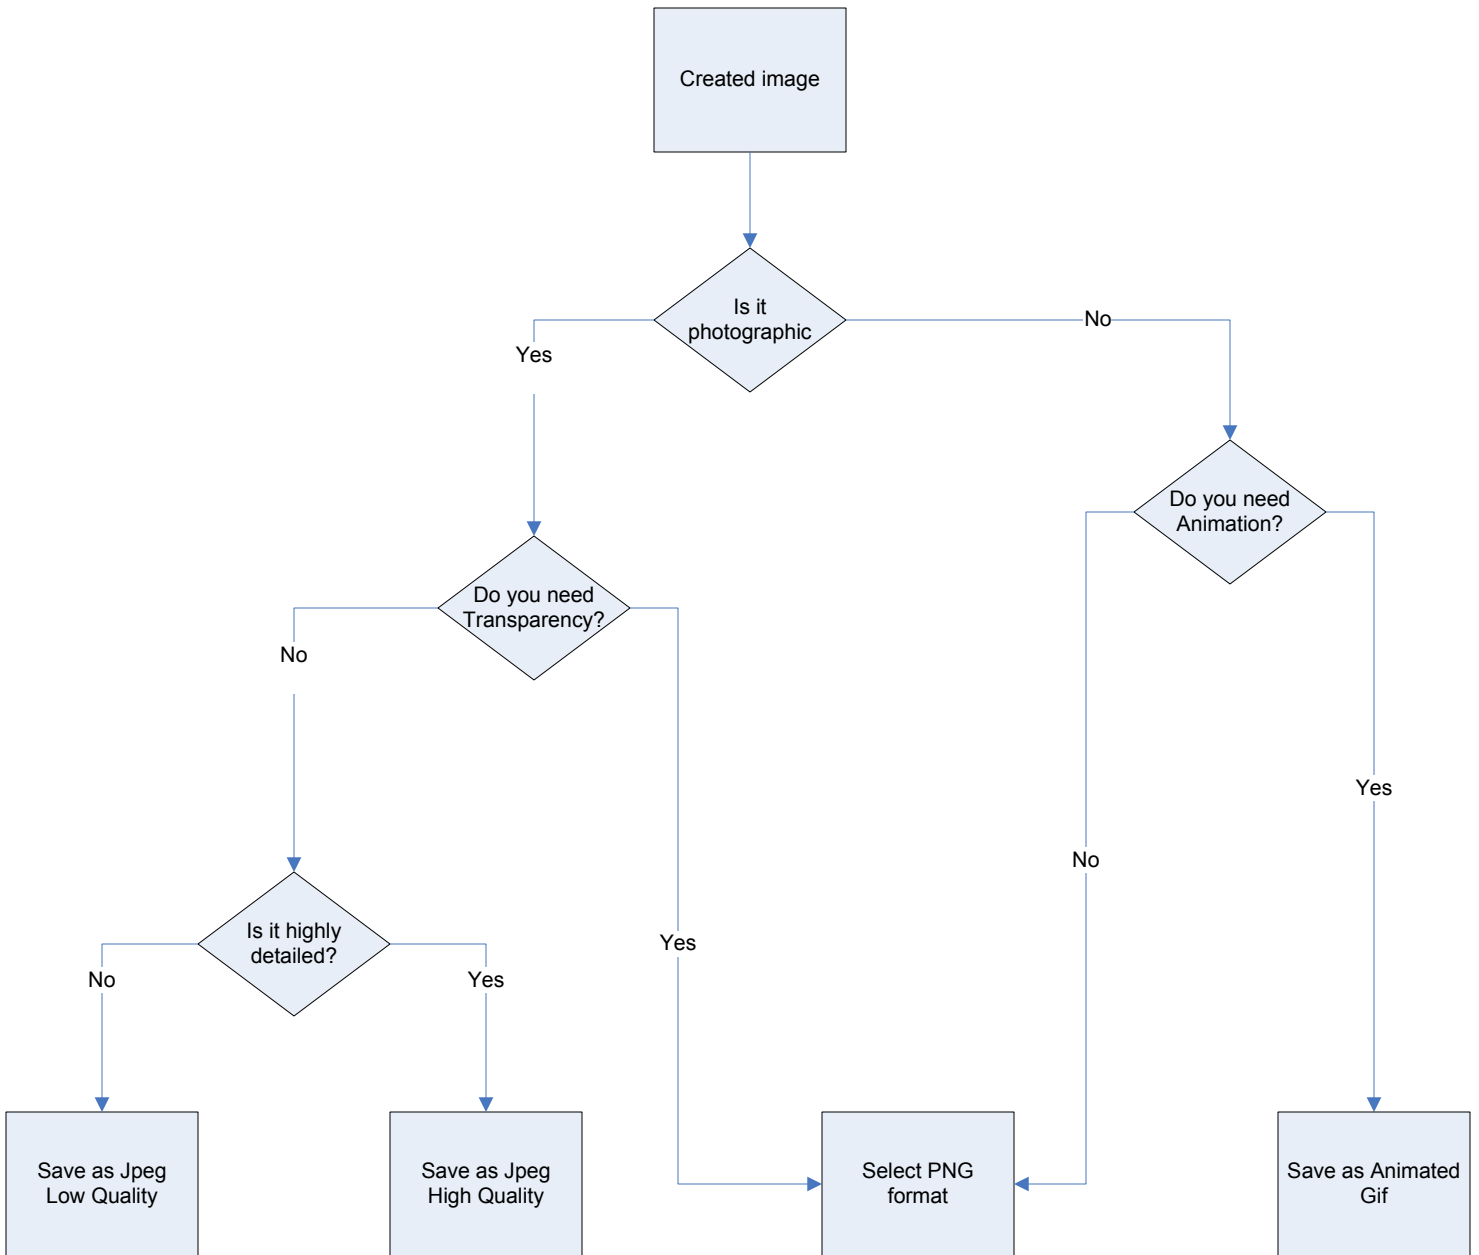 Created image
Is it
photographic
No
Yes
Do you need
Animation?
Do you need
Transparency?
No
Yes
No
Is it highly
detailed?
Yes
No
Yes
Save as Jpeg
Low Quality
Save as Jpeg
High Quality
Select PNG
format
Save as Animated
Gif